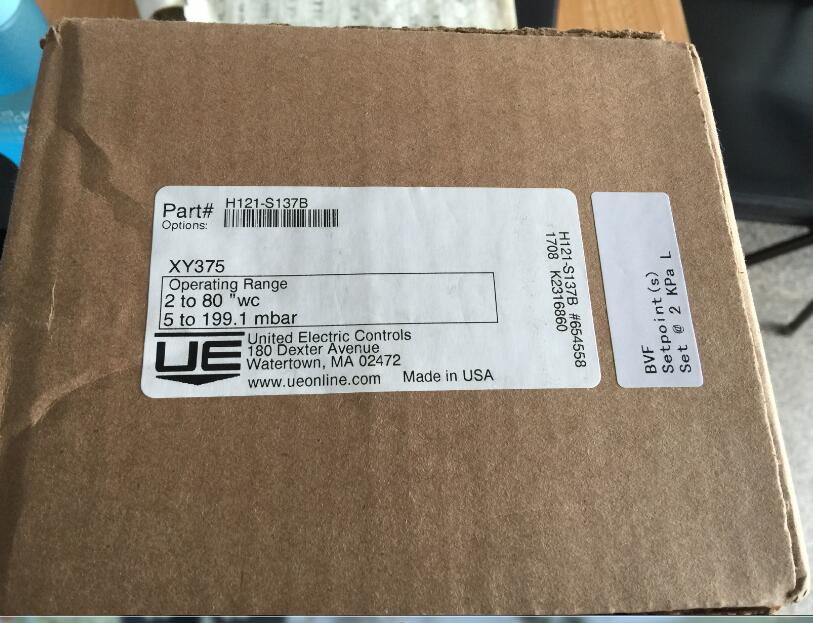 Part# H121-S137B
Options:
XY375
Operating Range
2 to 80 "wc
5 to 199.1 mbar
UE
United Electric Controls
180 Dexter Avenue
Watertown, MA 02472
www.ueonline.com Made in USA
H121-S137B #654558
1708 K2316860
BVF
Setpoint(s)
Set @ 2 KPa L